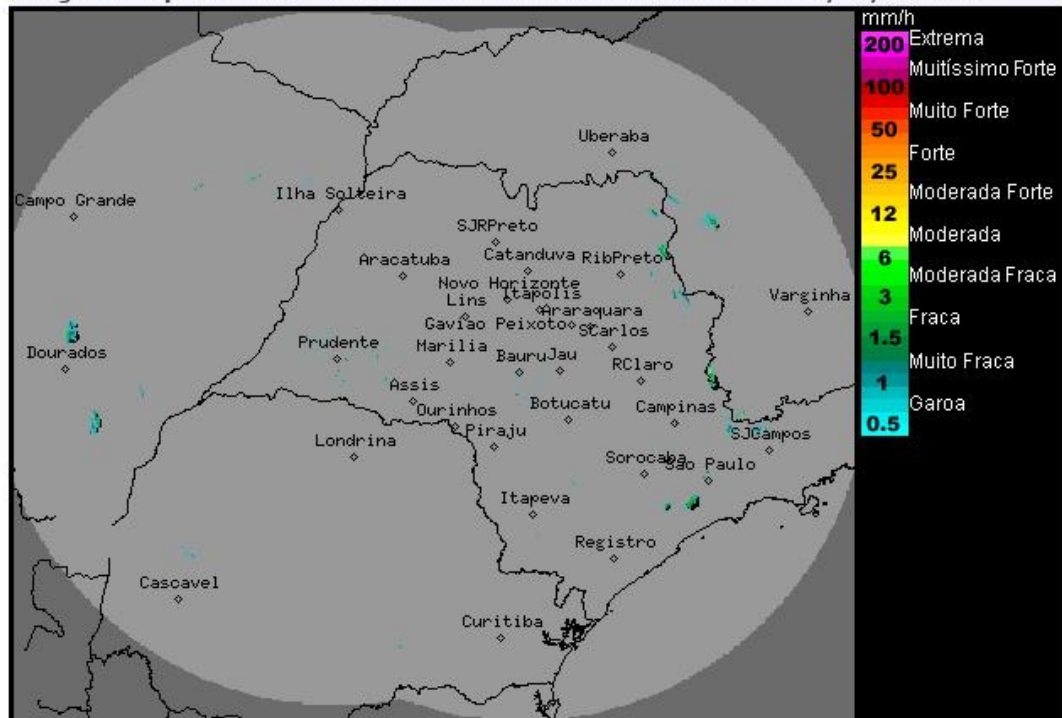 mm/h
200 Extrema
Muitíssimo Forte
100
Muito Forte
50
Forte
25
Moderada Forte
12
Moderada
6
Moderada Fraca
3
Fraca
1.5
Muito Fraca
1
Garoa
0.5
Uberaba
Campo Grande
Ilha Solteira
SJRPreto
Aracatuba
Catanduva
RibPreto
Novo Horizonte
Lins
Itapolis
Araraquara
Varginha
Gaviao Peixoto
SCarlos
Dourados
Prudente
Marilia
Bauru
Jau
RClaro
Assis
Ourinhos
Botucatu
Campinas
Londrina
Piraju
SJCampos
Sorocaba
Sao Paulo
Itapeva
Registro
Cascavel
Curitiba